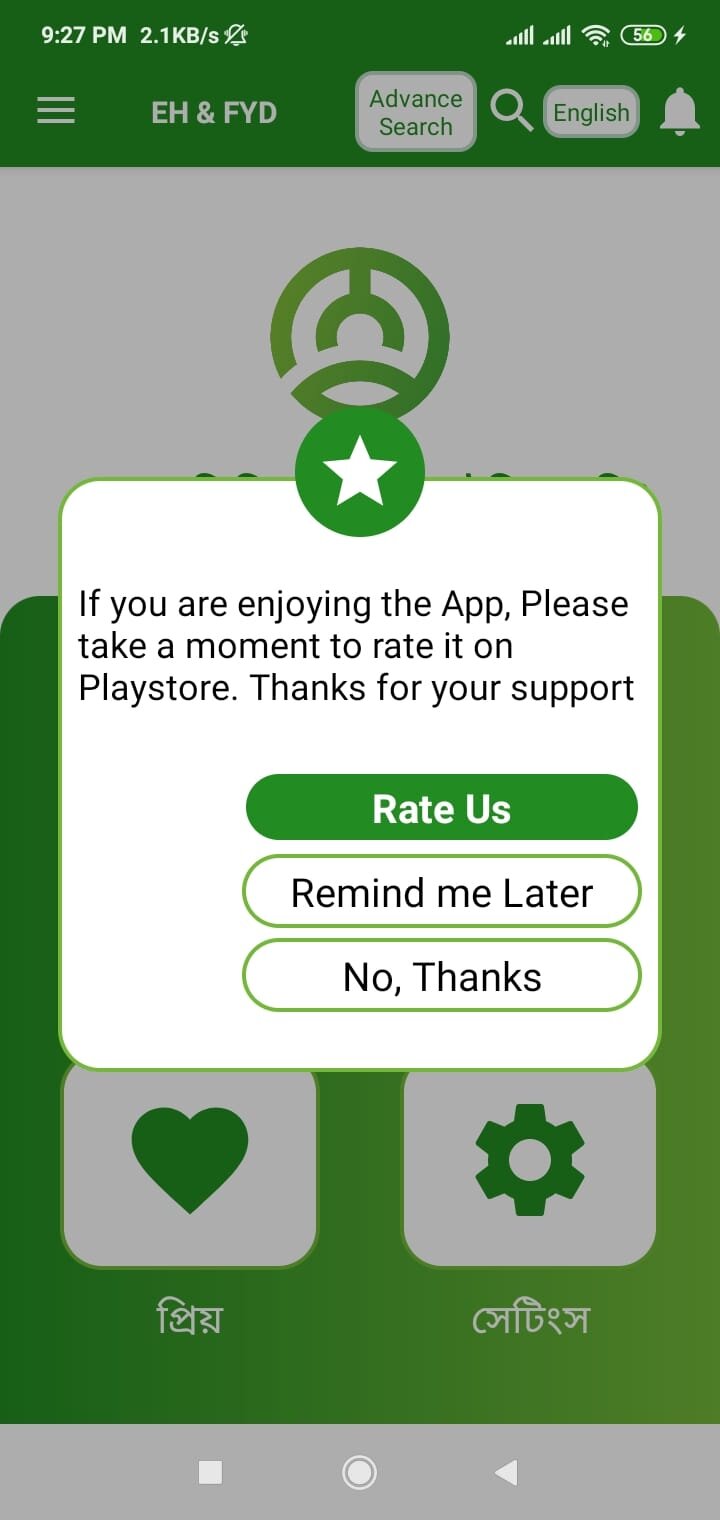 9:27 PM 2.1KB/s 56
EH & FYD
Advance
Search
English
If you are enjoying the App, Please
take a moment to rate it on
Playstore. Thanks for your support
Rate Us
Remind me Later
No, Thanks
প্রিয় সেটিংস